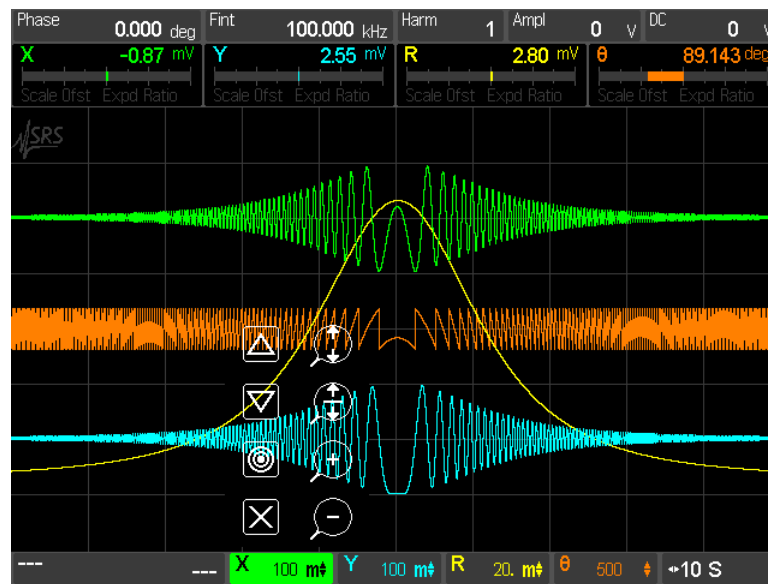 Phase 0.000 deg Fint 100.000 kHz Harm 1 Ampl 0 V DC 0 V
X -0.87 mV Y 2.55 mV R 2.80 mV θ 89.143 deg
Scale Ofst Expd Ratio Scale Ofst Expd Ratio Scale Ofst Expd Ratio Scale Ofst Expd Ratio
SRS
--- --- X 100 m Y 100 m R 20. m θ 500 10 S